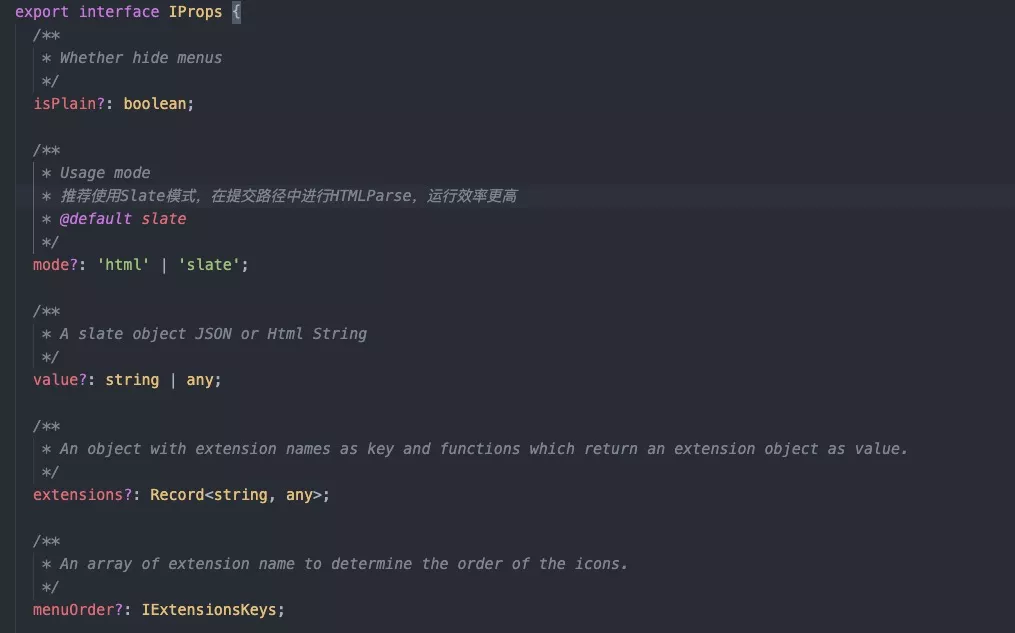 export interface IProps {
/**
* Whether hide menus
*/
isPlain?: boolean;
/**
* Usage mode
* 推荐使用Slate模式，在提交路径中进行HTMLParse，运行效率更高
* @default slate
*/
mode?: 'html' | 'slate';
/**
* A slate object JSON or Html String
*/
value?: string | any;
/**
* An object with extension names as key and functions which return an extension object as value.
*/
extensions?: Record<string, any>;
/**
* An array of extension name to determine the order of the icons.
*/
menuOrder?: IExtensionsKeys;